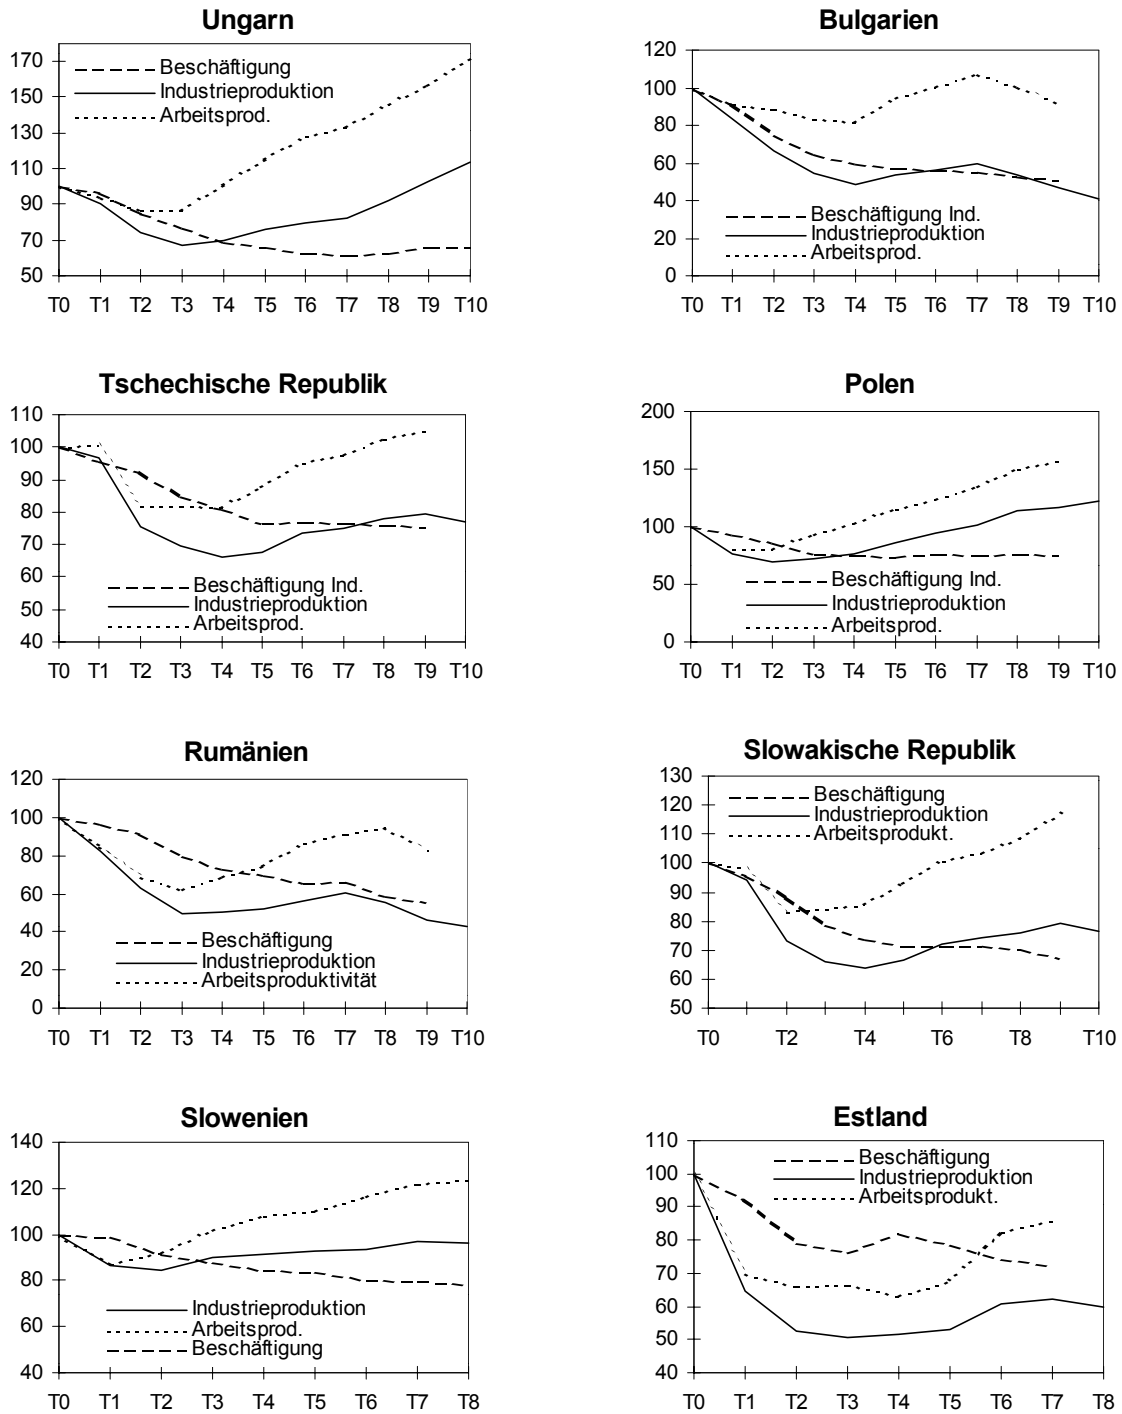 Ungarn
170
150
130
110
90
70
50
Beschäftigung
Industrieproduktion
Arbeitsprod.
T0 T1 T2 T3 T4 T5 T6 T7 T8 T9 T10
Bulgarien
120
100
80
60
40
20
0
Beschäftigung Ind.
Industrieproduktion
Arbeitsprod.
T0 T1 T2 T3 T4 T5 T6 T7 T8 T9 T10
Tschechische Republik
110
100
90
80
70
60
50
40
Beschäftigung Ind.
Industrieproduktion
Arbeitsprod.
T0 T1 T2 T3 T4 T5 T6 T7 T8 T9 T10
Polen
200
150
100
50
0
Beschäftigung Ind.
Industrieproduktion
Arbeitsprod.
T0 T1 T2 T3 T4 T5 T6 T7 T8 T9 T10
Rumänien
120
100
80
60
40
20
0
Beschäftigung
Industrieproduktion
Arbeitsproduktivität
T0 T1 T2 T3 T4 T5 T6 T7 T8 T9 T10
Slowakische Republik
130
120
110
100
90
80
70
60
50
Beschäftigung
Industrieproduktion
Arbeitsprodukt.
T0 T2 T4 T6 T8 T10
Slowenien
140
120
100
80
60
40
Industrieproduktion
Arbeitsprod.
Beschäftigung
T0 T1 T2 T3 T4 T5 T6 T7 T8
Estland
110
100
90
80
70
60
50
40
Beschäftigung
Industrieproduktion
Arbeitsprodukt.
T0 T1 T2 T3 T4 T5 T6 T7 T8